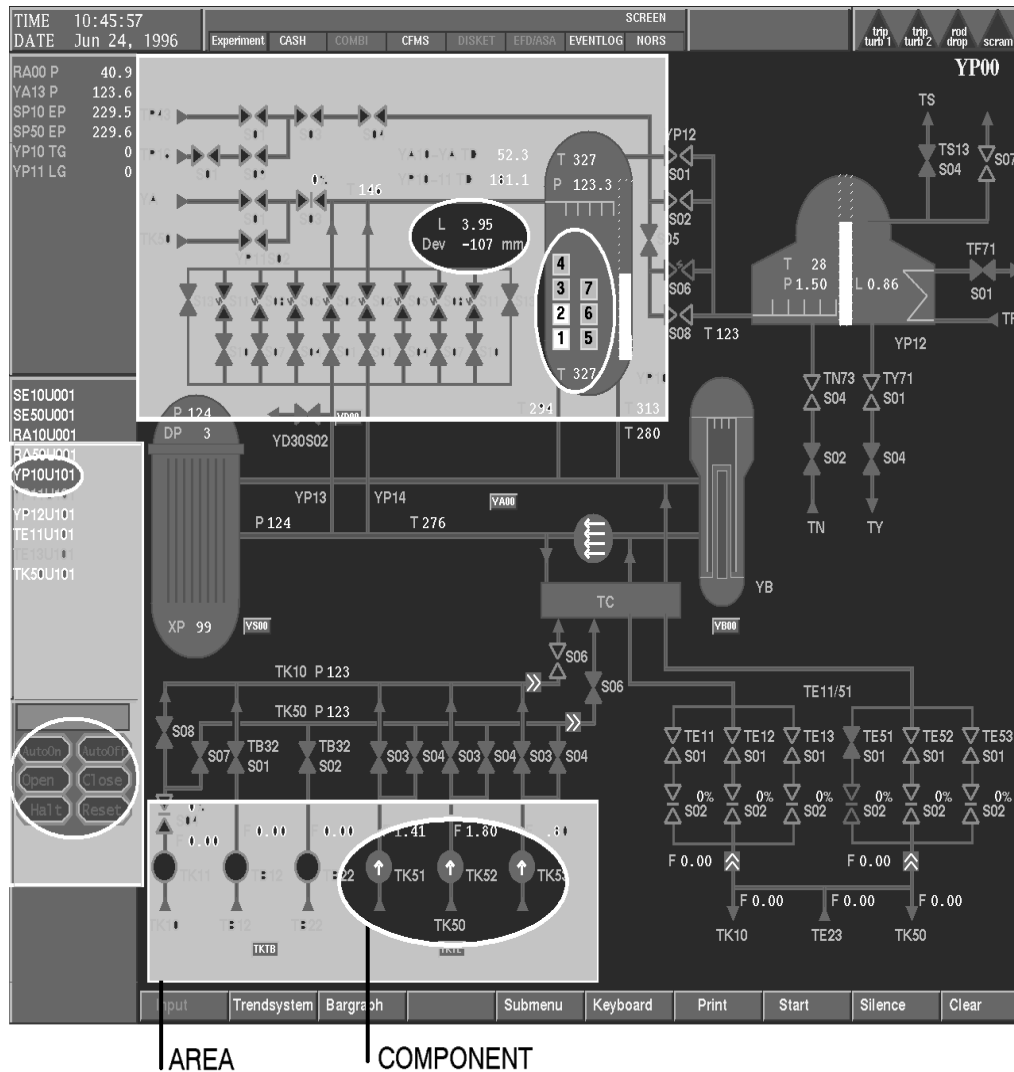 TIME 10:45:57
DATE Jun 24, 1996
SCREEN
Experiment CASH COMBI CFMS DISKET EFD/ASA EVENTLOG NORS
trip turb 1
trip turb 2
rod drop
scram
YP00
RA00 P 40.9
YA13 P 123.6
SP10 EP 229.5
SP50 EP 229.6
YP10 TG 0
YP11 LG 0
52.3
T 146
L 3.95
Dev -107 mm
T 327
P 123.3
4
3 7
2 6
1 5
T 327
294
T 313
T 280
YP12
S01
S02
S06
S08
T 123
TS
TS13
S04
S07
T 28
P 1.50
L 0.86
TF71
S01
YP12
TN73
S04
TY71
S01
S02
S04
TN
TY
SE10U001
SE50U001
RA10U001
RA50U001
YP10U101
YP12U101
TE11U101
TE13U101
TK50U101
P 124
DP 3
YD30S02
YP13
YP14
YA00
P 124
T 276
XP 99
YS00
TC
YB
YB00
TK10 P 123
S06
TK50 P 123
S06
S08
S07
TB32
S01
TB32
S02
S03 S04 S03 S04 S03 S04
TE11/51
TE11
S01
TE12
S01
TE13
S01
TE51
S01
TE52
S01
TE53
S01
0%
S02
0%
S02
0%
S02
0%
S02
0%
S02
0%
S02
F 0.00
F 0.00
F 0.00
F 0.00
F 0.00
TK10
TE23
TK50
AutoOn AutoOff
Open Close
Halt Reset
1.41
F 1.80
TK11
TK51
TK52
TK50
TKTB
Input Trendsystem Bargraph Submenu Keyboard Print Start Silence Clear
AREA
COMPONENT